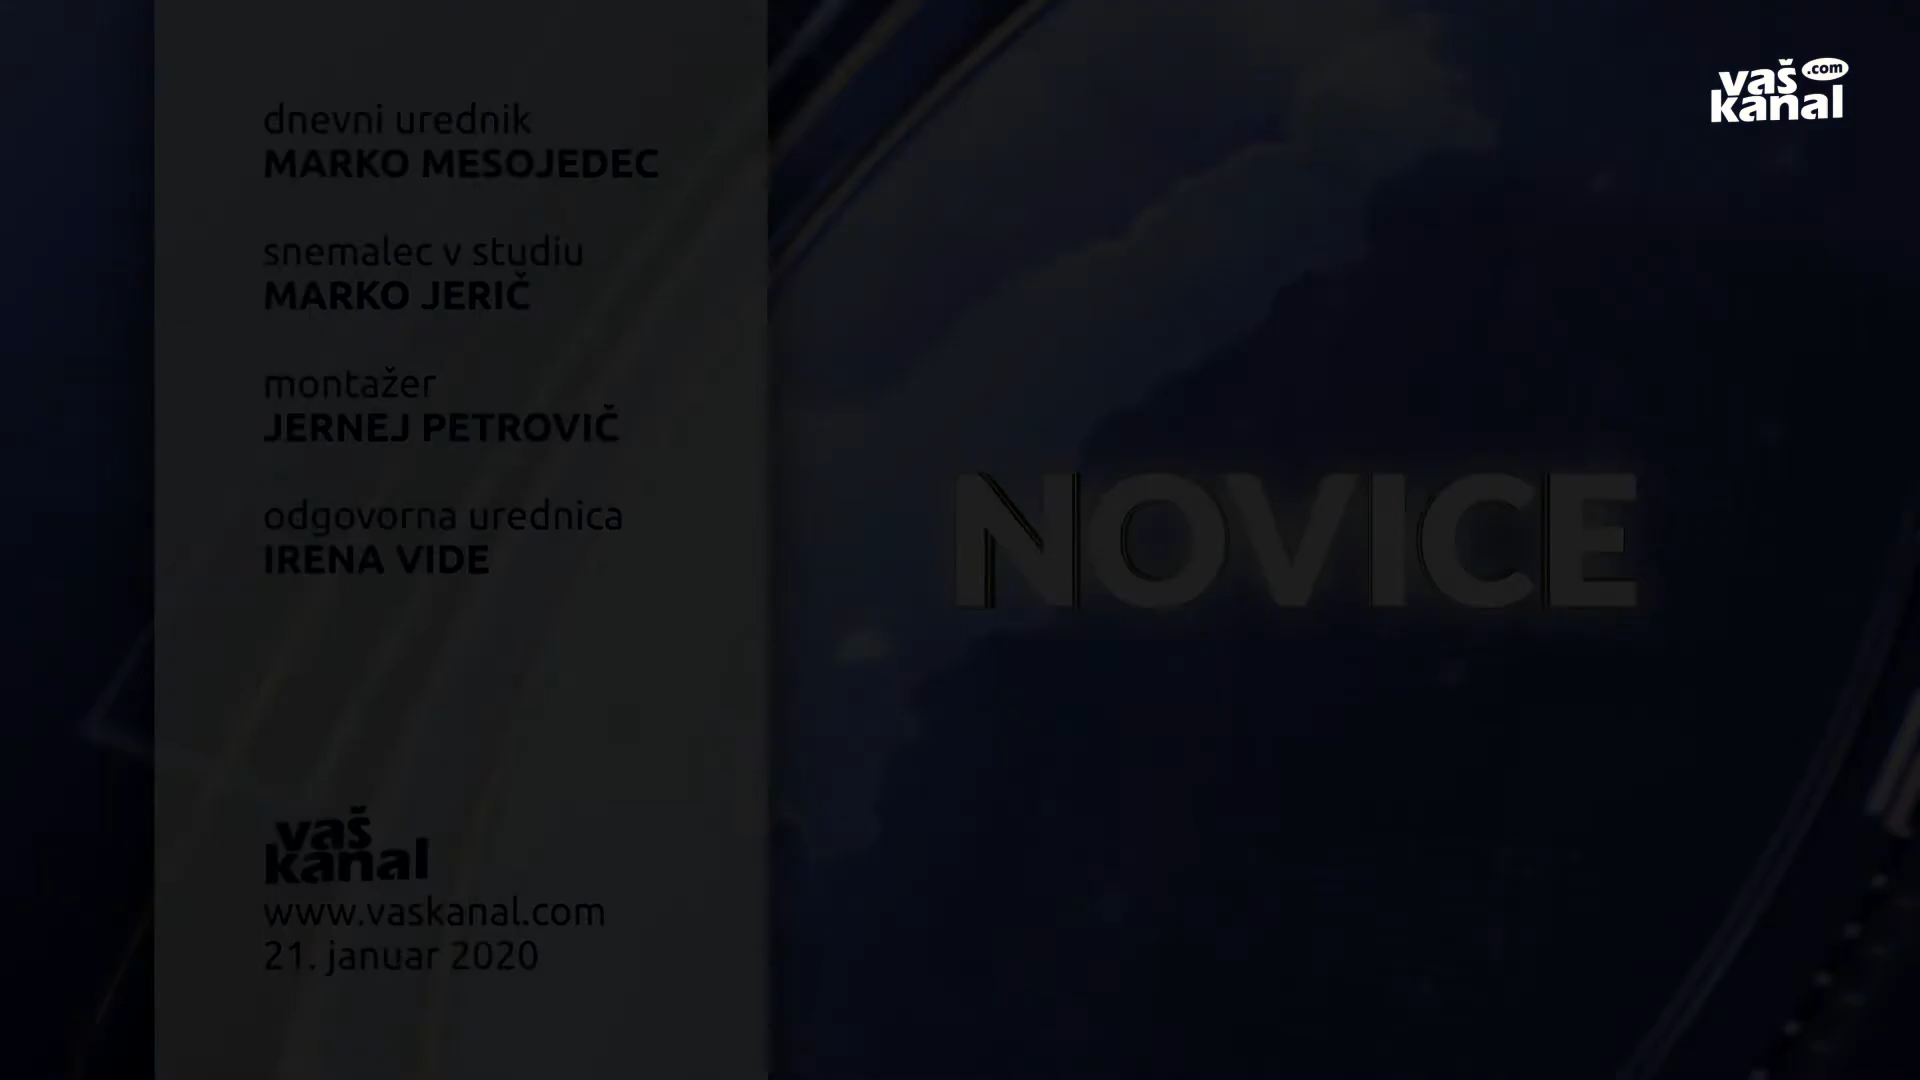 dnevni urednik
MARKO MESOJEDEC
snemalec v studiu
MARKO JERIČ
montažer
JERNEJ PETROVIČ
odgovorna urednica
IRENA VIDE
vaš
kanal
www.vaskanal.com
21. januar 2020
NOVICE
vaš .com
kanal